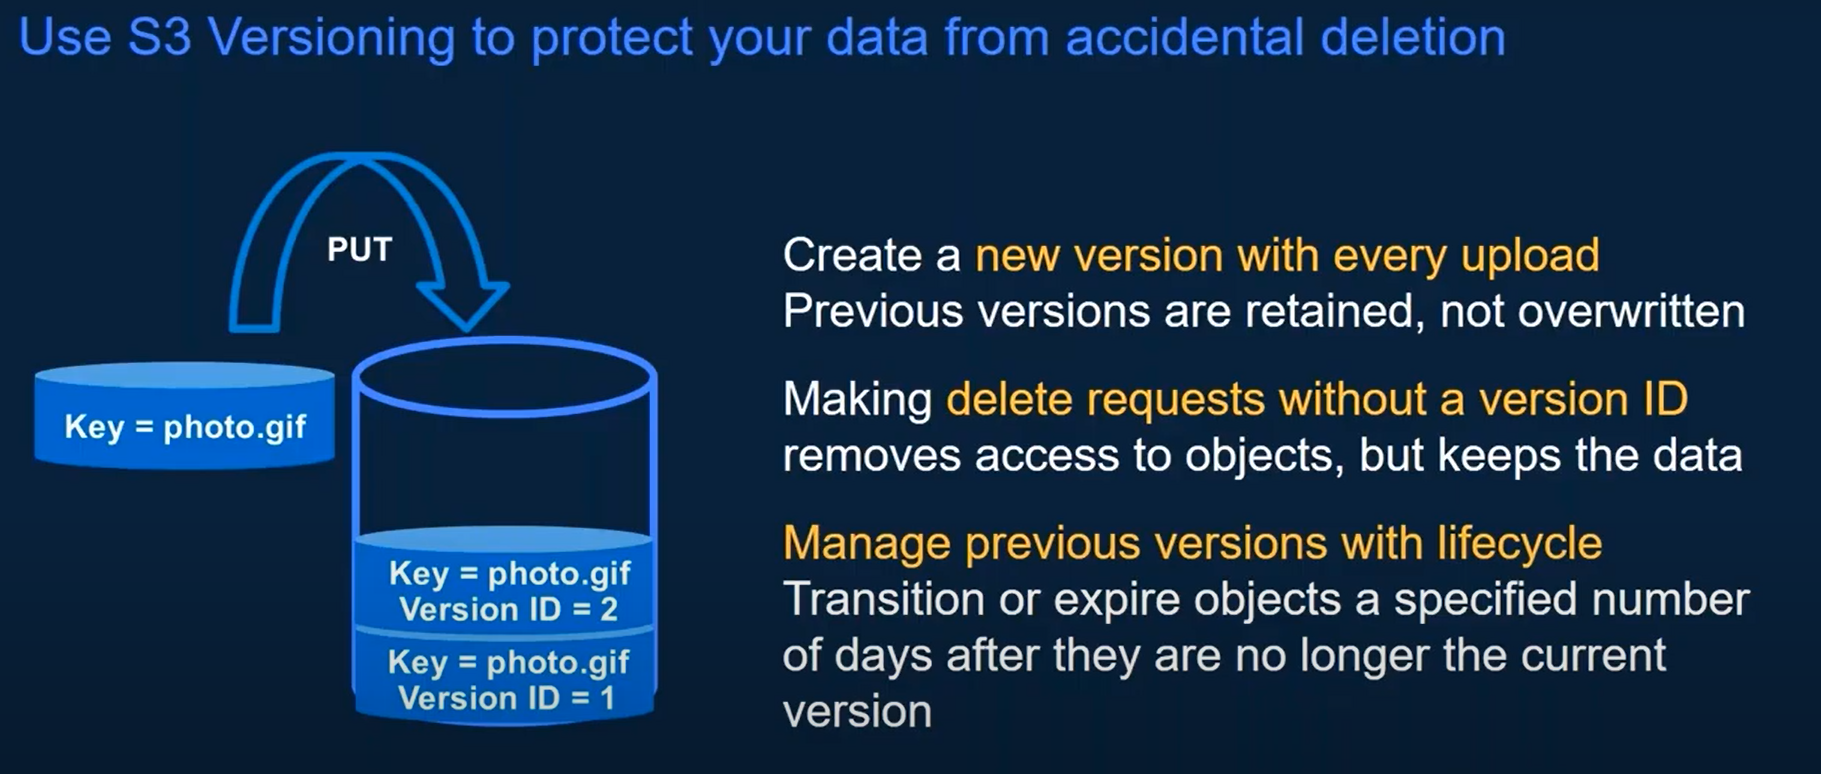 Use S3 Versioning to protect your data from accidental deletion
PUT
Key = photo.gif
Key = photo.gif
Version ID = 2
Key = photo.gif
Version ID = 1
Create a new version with every upload
Previous versions are retained, not overwritten
Making delete requests without a version ID
removes access to objects, but keeps the data
Manage previous versions with lifecycle
Transition or expire objects a specified number
of days after they are no longer the current
version